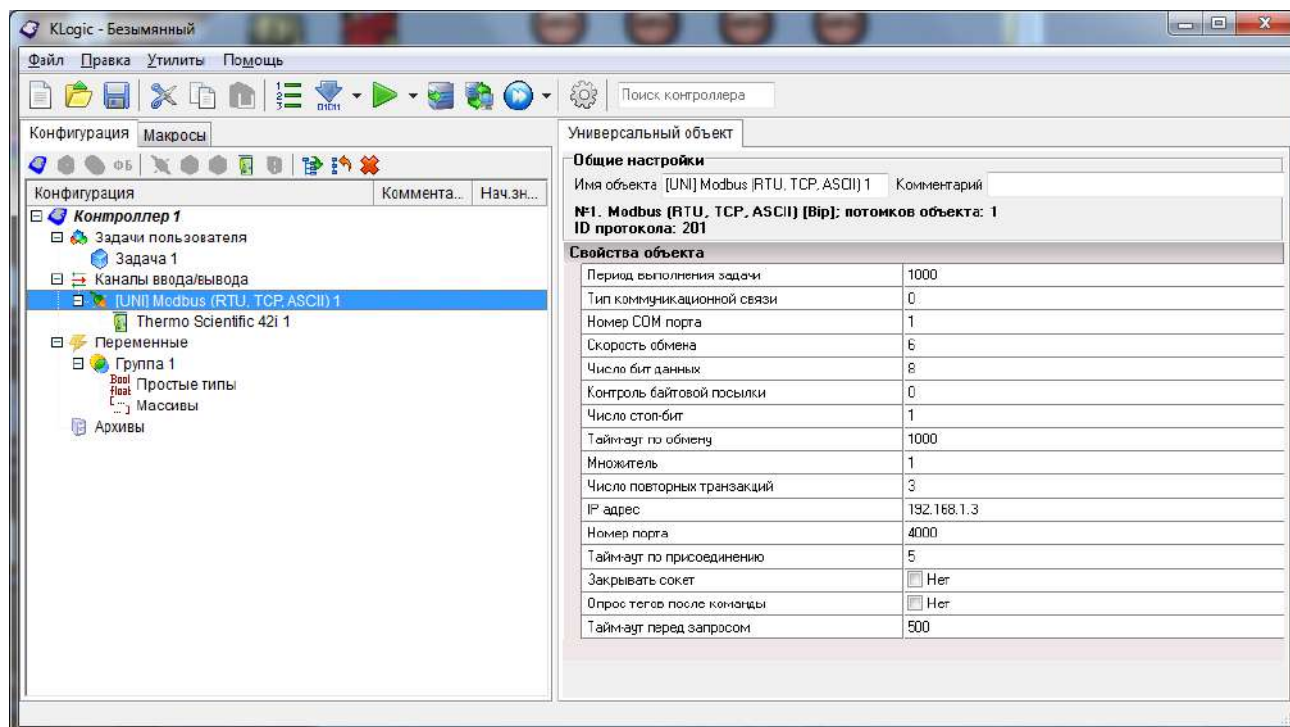 KLogic - Безымянный
Файл Правка Утилиты Помощь
Поиск контроллера
Конфигурация Макросы
ФБ
Конфигурация Коммента... Нач.зн...
Контроллер 1
Задачи пользователя
Задача 1
Каналы ввода/вывода
[UNI] Modbus (RTU, TCP, ASCII) 1
Thermo Scientific 42i 1
Переменные
Группа 1
Bool float Простые типы
Массивы
Архивы
Универсальный объект
Общие настройки
Имя объекта [UNI] Modbus (RTU, TCP, ASCII) 1 Комментарий
№1. Modbus (RTU, TCP, ASCII) [Bip]; потомков объекта: 1
ID протокола: 201
Свойства объекта
Период выполнения задачи 1000
Тип коммуникационной связи 0
Номер COM порта 1
Скорость обмена 6
Число бит данных 8
Контроль байтовой посылки 0
Число стоп-бит 1
Тайм-аут по обмену 1000
Множитель 1
Число повторных транзакций 3
IP адрес 192.168.1.3
Номер порта 4000
Тайм-аут по присоединению 5
Закрывать сокет Нет
Опрос тегов после команды Нет
Тайм-аут перед запросом 500